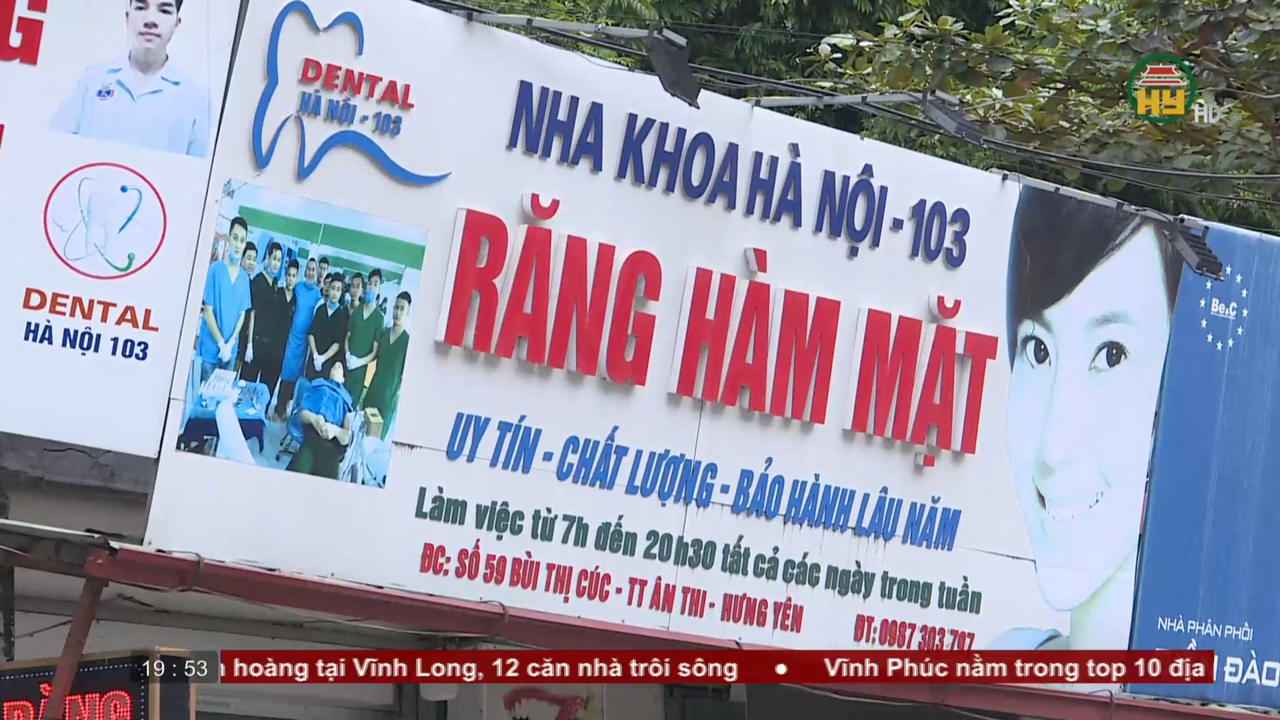 DENTAL
HÀ NỘI 103
DENTAL
HÀ NỘI - 103
NHA KHOA HÀ NỘI - 103
RĂNG HÀM MẶT
UY TÍN - CHẤT LƯỢNG - BẢO HÀNH LÂU NĂM
Làm việc từ 7h đến 20h30 tất cả các ngày trong tuần
ĐC: SỐ 59 BÙI THỊ CÚC - TT ÂN THI - HƯNG YÊN
ĐT: 0987 303 707
Be&C
NHÀ PHÂN PHỐI
ĐÀO
HY HD
19 : 53
hoàng tại Vĩnh Long, 12 căn nhà trôi sông • Vĩnh Phúc nằm trong top 10 địa